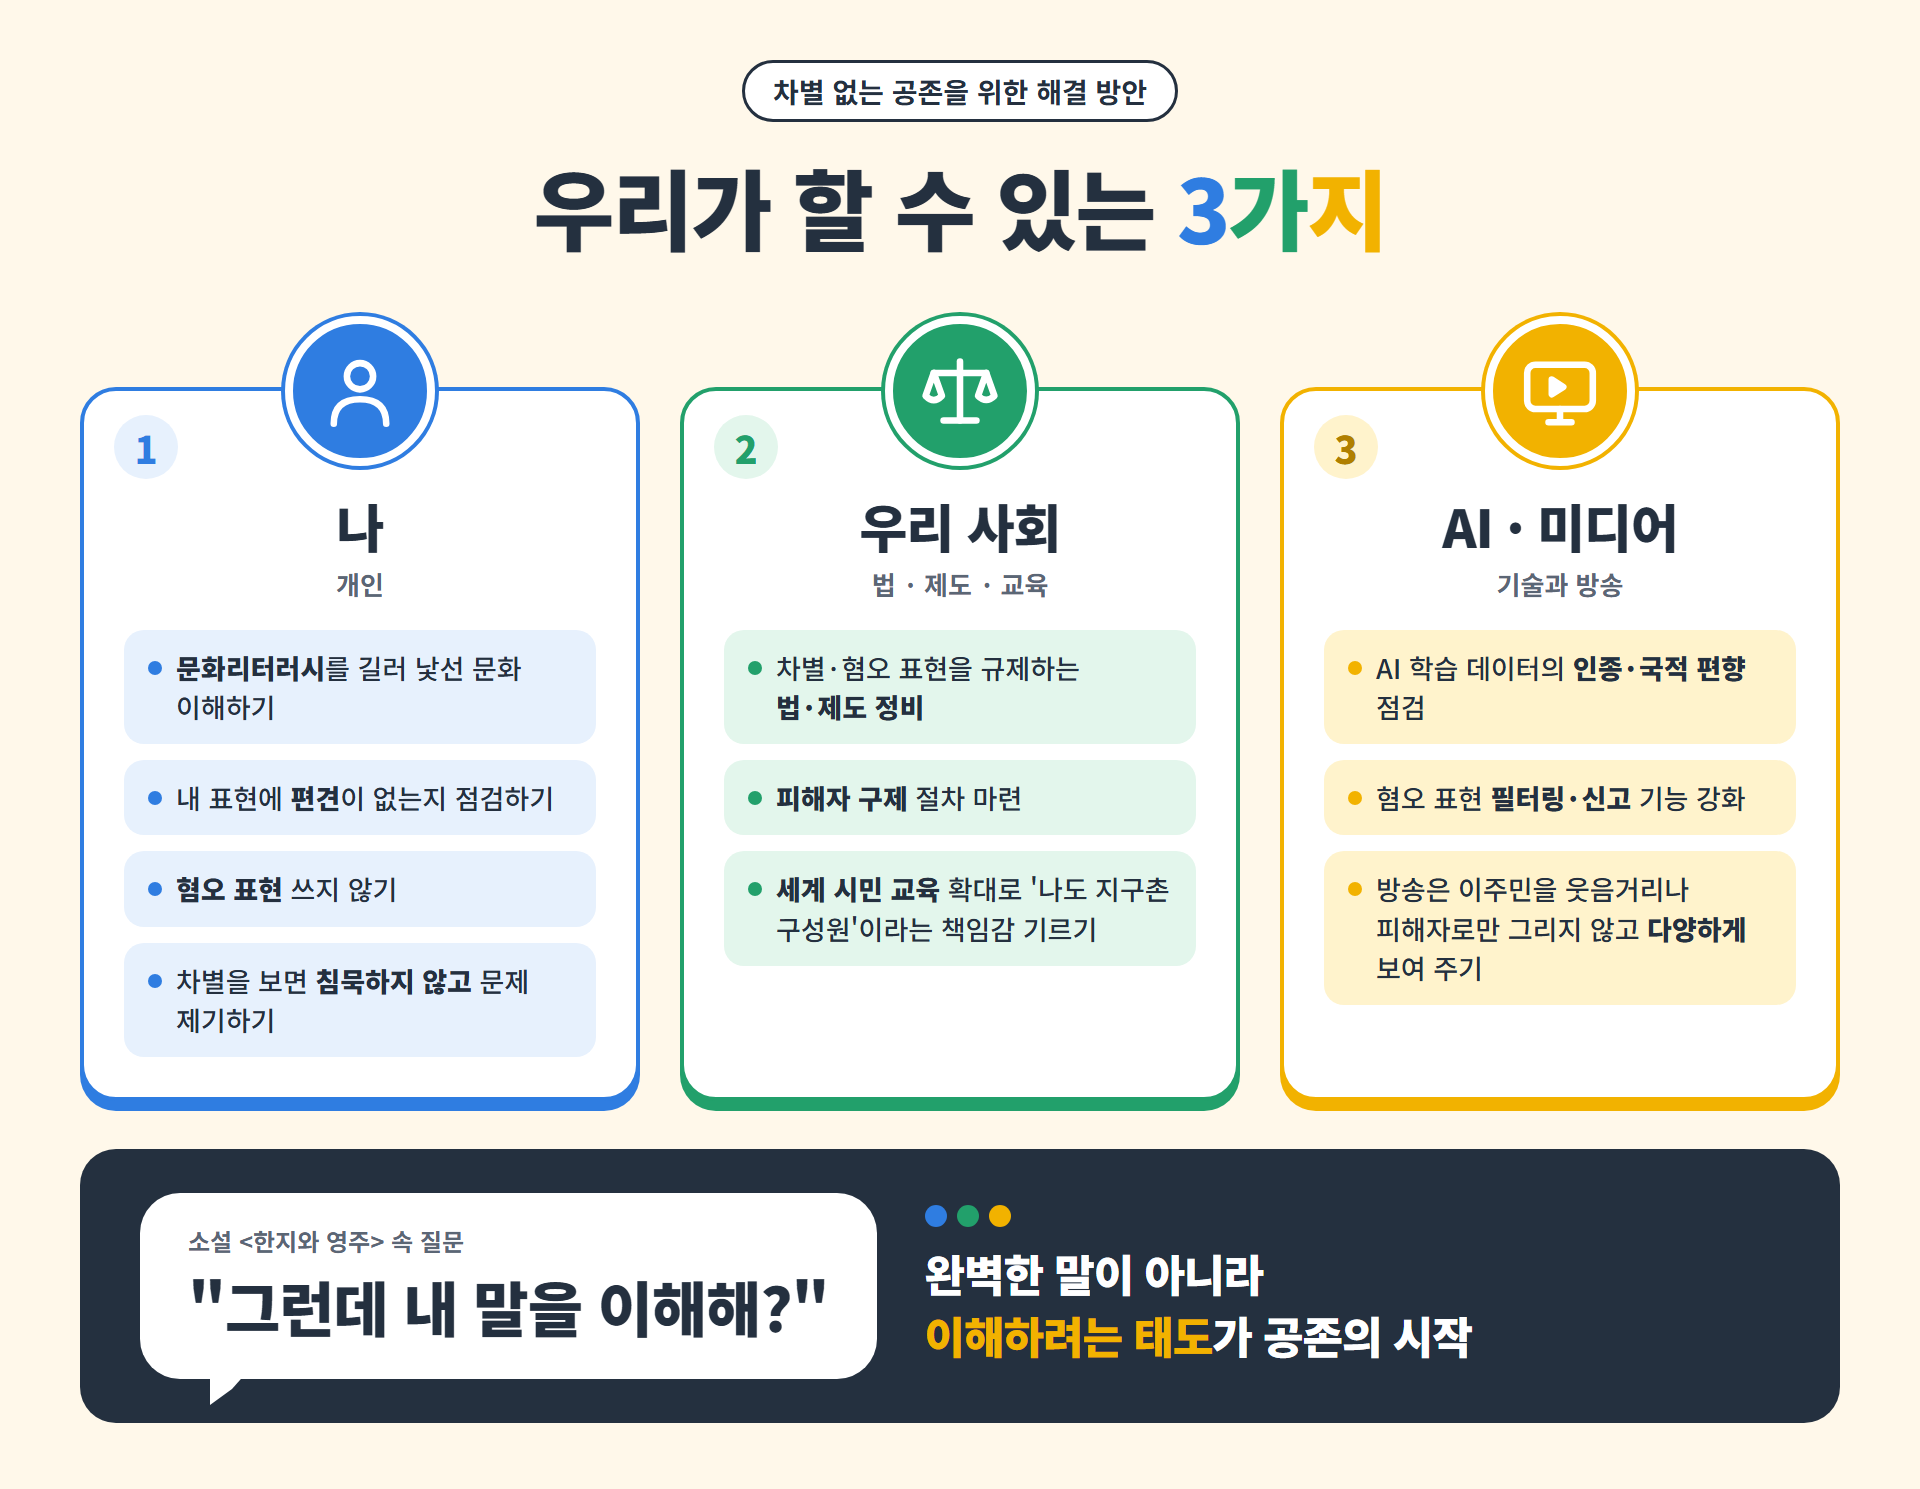 차별 없는 공존을 위한 해결 방안
우리가 할 수 있는 3가지
1
나
개인
문화리터러시를 길러 낯선 문화
이해하기
내 표현에 편견이 없는지 점검하기
혐오 표현 쓰지 않기
차별을 보면 침묵하지 않고 문제
제기하기
2
우리 사회
법 · 제도 · 교육
차별·혐오 표현을 규제하는
법·제도 정비
피해자 구제 절차 마련
세계 시민 교육 확대로 '나도 지구촌
구성원'이라는 책임감 기르기
3
AI · 미디어
기술과 방송
AI 학습 데이터의 인종·국적 편향
점검
혐오 표현 필터링·신고 기능 강화
방송은 이주민을 웃음거리나
피해자로만 그리지 않고 다양하게
보여 주기
소설 <한지와 영주> 속 질문
"그런데 내 말을 이해해?"
완벽한 말이 아니라
이해하려는 태도가 공존의 시작